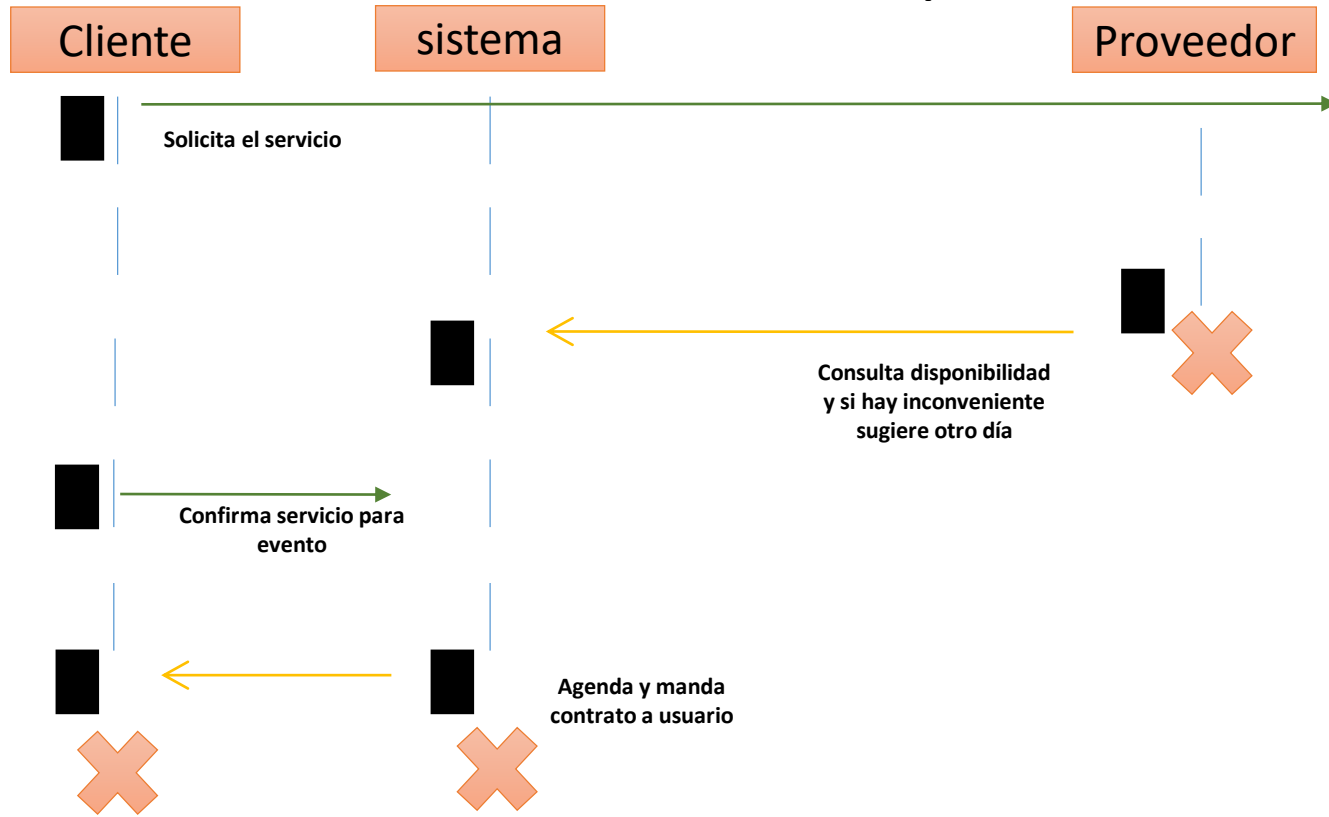 Cliente
sistema
Proveedor
Solicita el servicio
Consulta disponibilidad
y si hay inconveniente
sugiere otro día
Confirma servicio para
evento
Agenda y manda
contrato a usuario